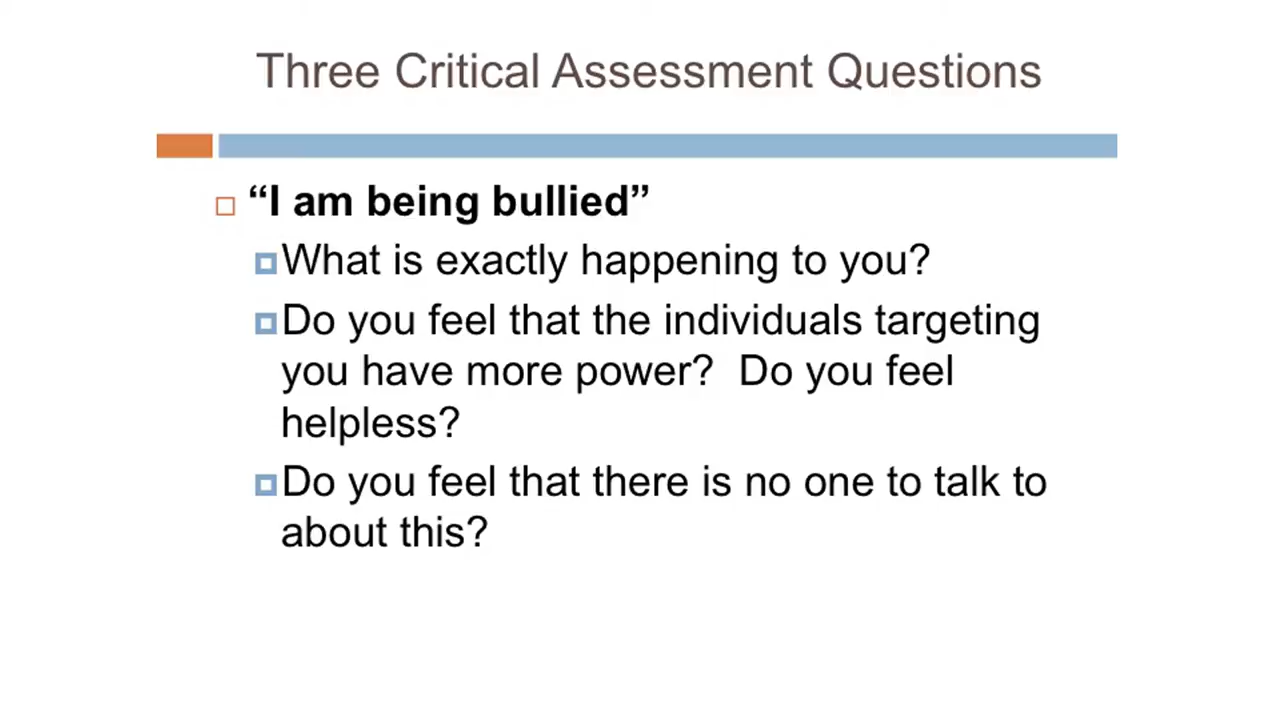 Three Critical Assessment Questions
“I am being bullied”
What is exactly happening to you?
Do you feel that the individuals targeting
you have more power?  Do you feel
helpless?
Do you feel that there is no one to talk to
about this?